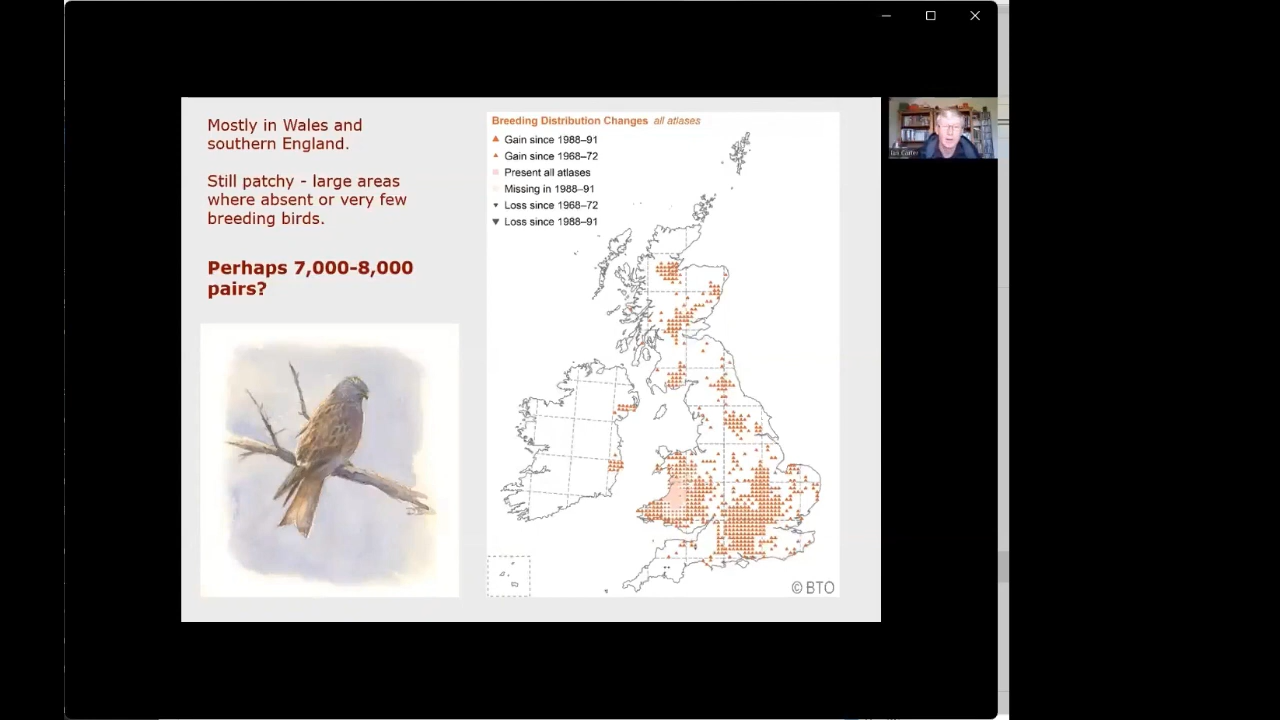 Mostly in Wales and
southern England.
Still patchy - large areas
where absent or very few
breeding birds.
Perhaps 7,000-8,000
pairs?
Breeding Distribution Changes all atlases
Gain since 1988–91
Gain since 1968–72
Present all atlases
Missing in 1988–91
Loss since 1968–72
Loss since 1988–91
© BTO